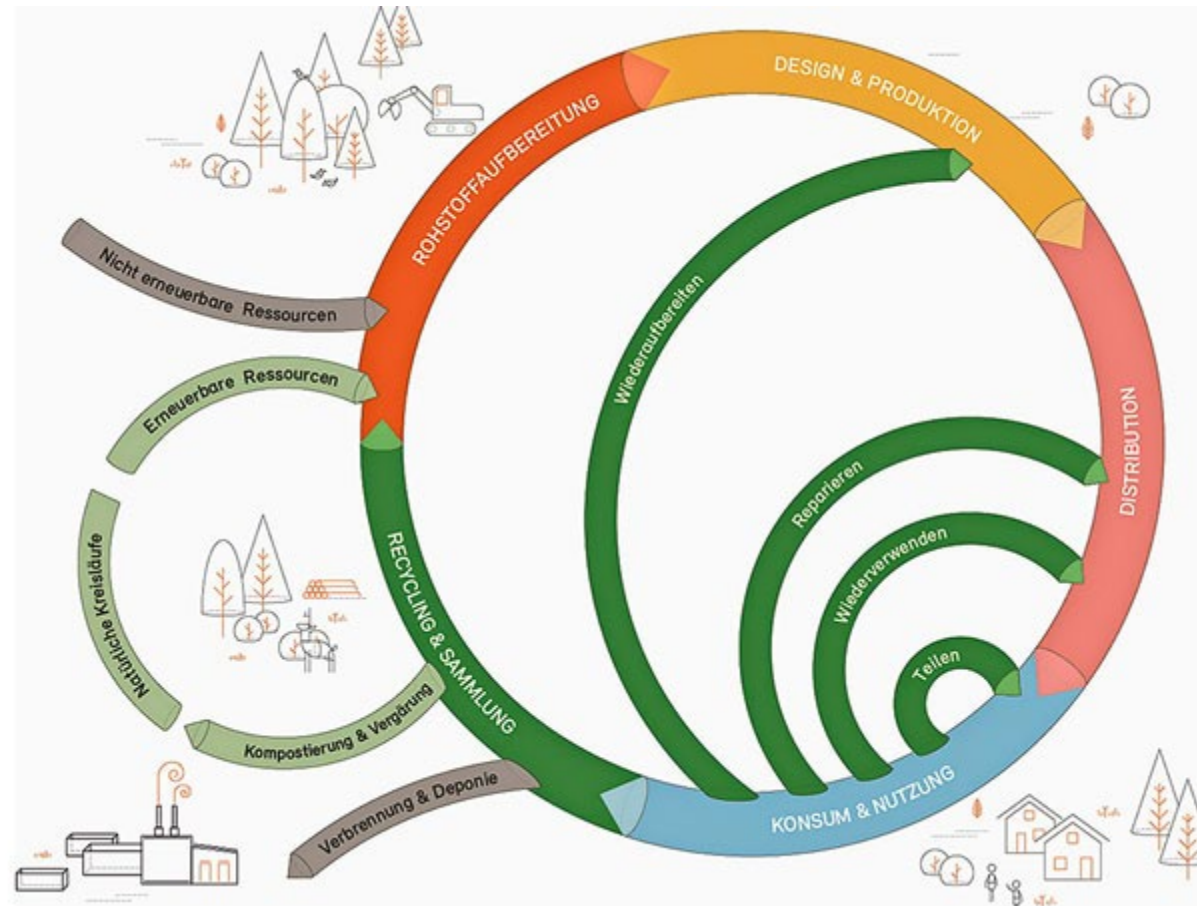 DESIGN & PRODUKTION
ROHSTOFFAUFBEREITUNG
Nicht erneuerbare Ressourcen
Wiederaufbereiten
Erneuerbare Ressourcen
DISTRIBUTION
Reparieren
Wiederverwenden
RECYCLING & SAMMLUNG
Natürliche Kreisläufe
Teilen
Kompostierung & Vergärung
Verbrennung & Deponie
KONSUM & NUTZUNG